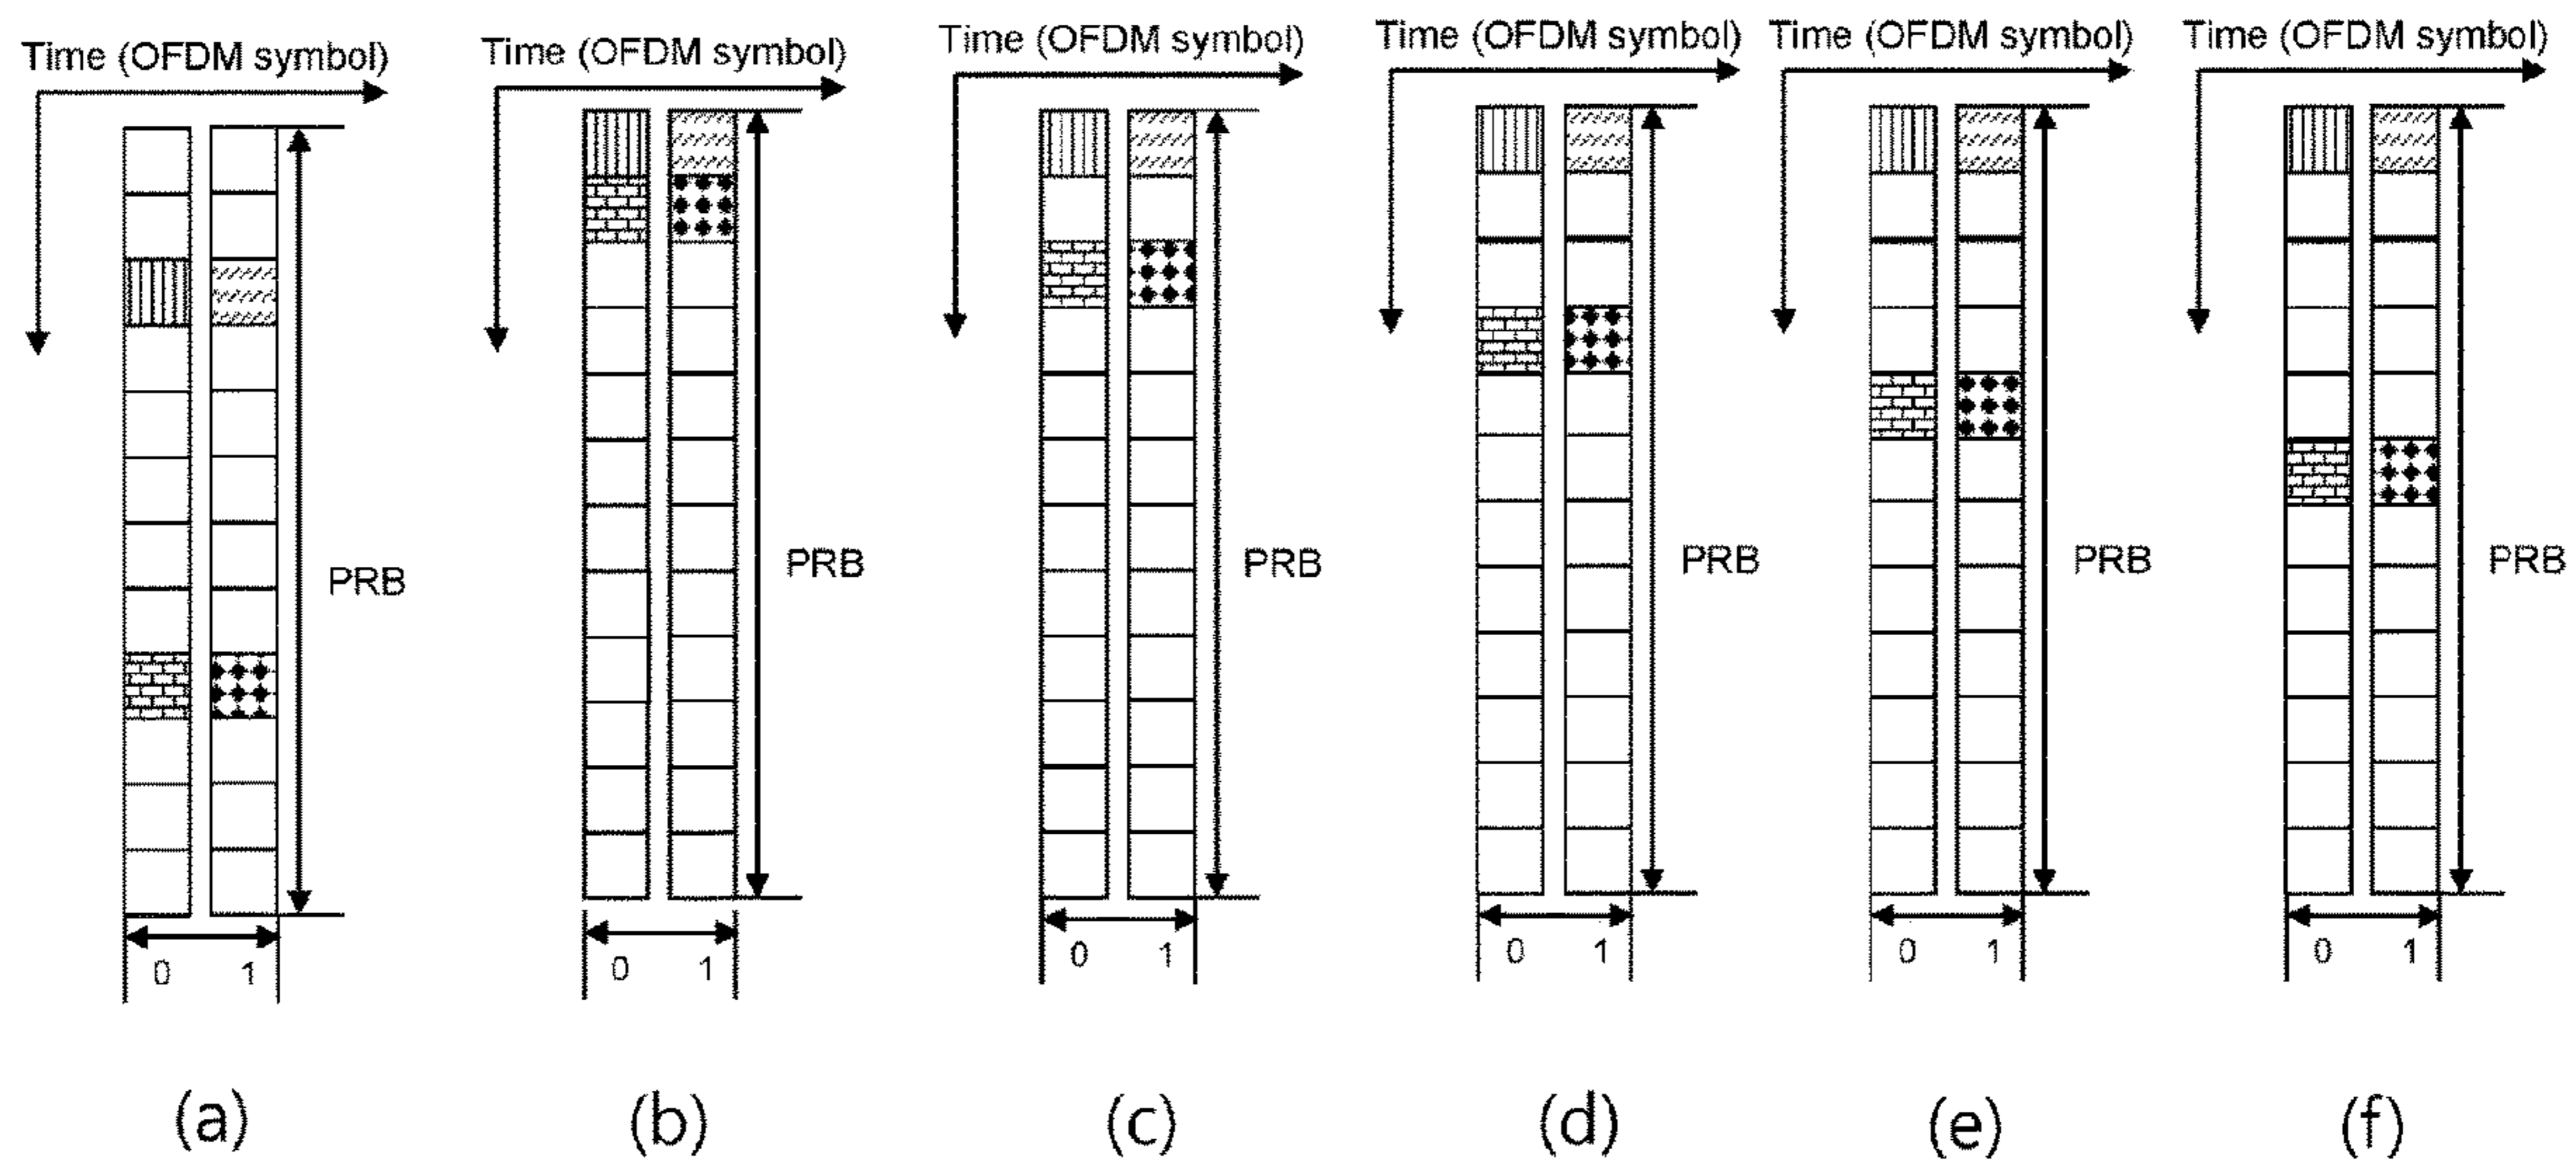 Time (OFDM symbol) Time (OFDM symbol) Time (OFDM symbol) Time (OFDM symbol) Time (OFDM symbol) Time (OFDM symbol)
PRB PRB PRB PRB PRB PRB
0 1 0 1 0 1 0 1 0 1 0 1
(a) (b) (c) (d) (e) (f)